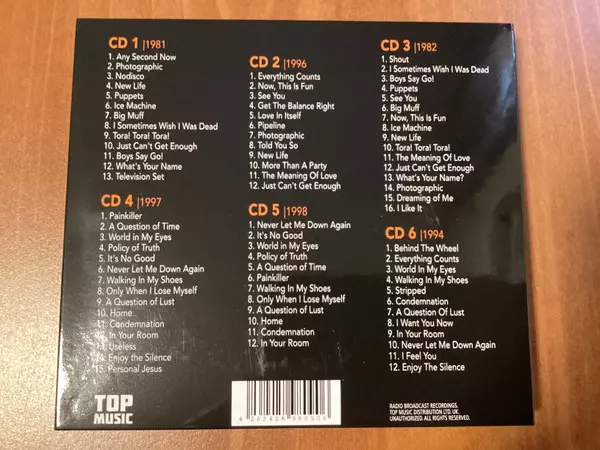 CD 1 |1981
1. Any Second Now
2. Photographic
3. Nodisco
4. New Life
5. Puppets
6. Ice Machine
7. Big Muff
8. I Sometimes Wish I Was Dead
9. Tora! Tora! Tora!
10. Just Can't Get Enough
11. Boys Say Go!
12. What's Your Name
13. Television Set
CD 2 |1996
1. Everything Counts
2. Now, This Is Fun
3. See You
4. Get The Balance Right
5. Love In Itself
6. Pipeline
7. Photographic
8. Told You So
9. New Life
10. More Than A Party
11. The Meaning Of Love
12. Just Can't Get Enough
CD 3 |1982
1. Shout
2. I Sometimes Wish I Was Dead
3. Boys Say Go!
4. Puppets
5. See You
6. Big Muff
7. Now, This Is Fun
8. Ice Machine
9. New Life
10. Tora! Tora! Tora!
11. The Meaning Of Love
12. Just Can't Get Enough
13. What's Your Name?
14. Photographic
15. Dreaming of Me
16. I Like It
CD 4 |1997
1. Painkiller
2. A Question of Time
3. World in My Eyes
4. Policy of Truth
5. It's No Good
6. Never Let Me Down Again
7. Walking In My Shoes
8. Only When I Lose Myself
9. A Question of Lust
10. Home
11. Condemnation
12. In Your Room
13. Useless
14. Enjoy the Silence
15. Personal Jesus
CD 5 |1998
1. Never Let Me Down Again
2. It's No Good
3. World in My Eyes
4. Policy of Truth
5. A Question of Time
6. Painkiller
7. Walking In My Shoes
8. Only When I Lose Myself
9. A Question of Lust
10. Home
11. Condemnation
12. In Your Room
CD 6 |1994
1. Behind The Wheel
2. Everything Counts
3. World In My Eyes
4. Walking In My Shoes
5. Stripped
6. Condemnation
7. A Question Of Lust
8. I Want You Now
9. In Your Room
10. Never Let Me Down Again
11. I Feel You
12. Enjoy The Silence
TOP
MUSIC
RADIO BROADCAST RECORDINGS.
TOP MUSIC DISTRIBUTION LTD. UK.
UNAUTHORIZED. ALL RIGHTS RESERVED.